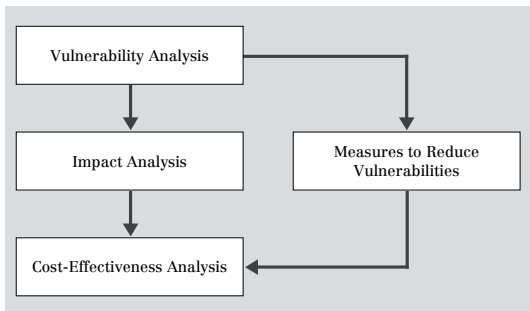 Vulnerability Analysis
Impact Analysis
Measures to Reduce
Vulnerabilities
Cost-Effectiveness Analysis